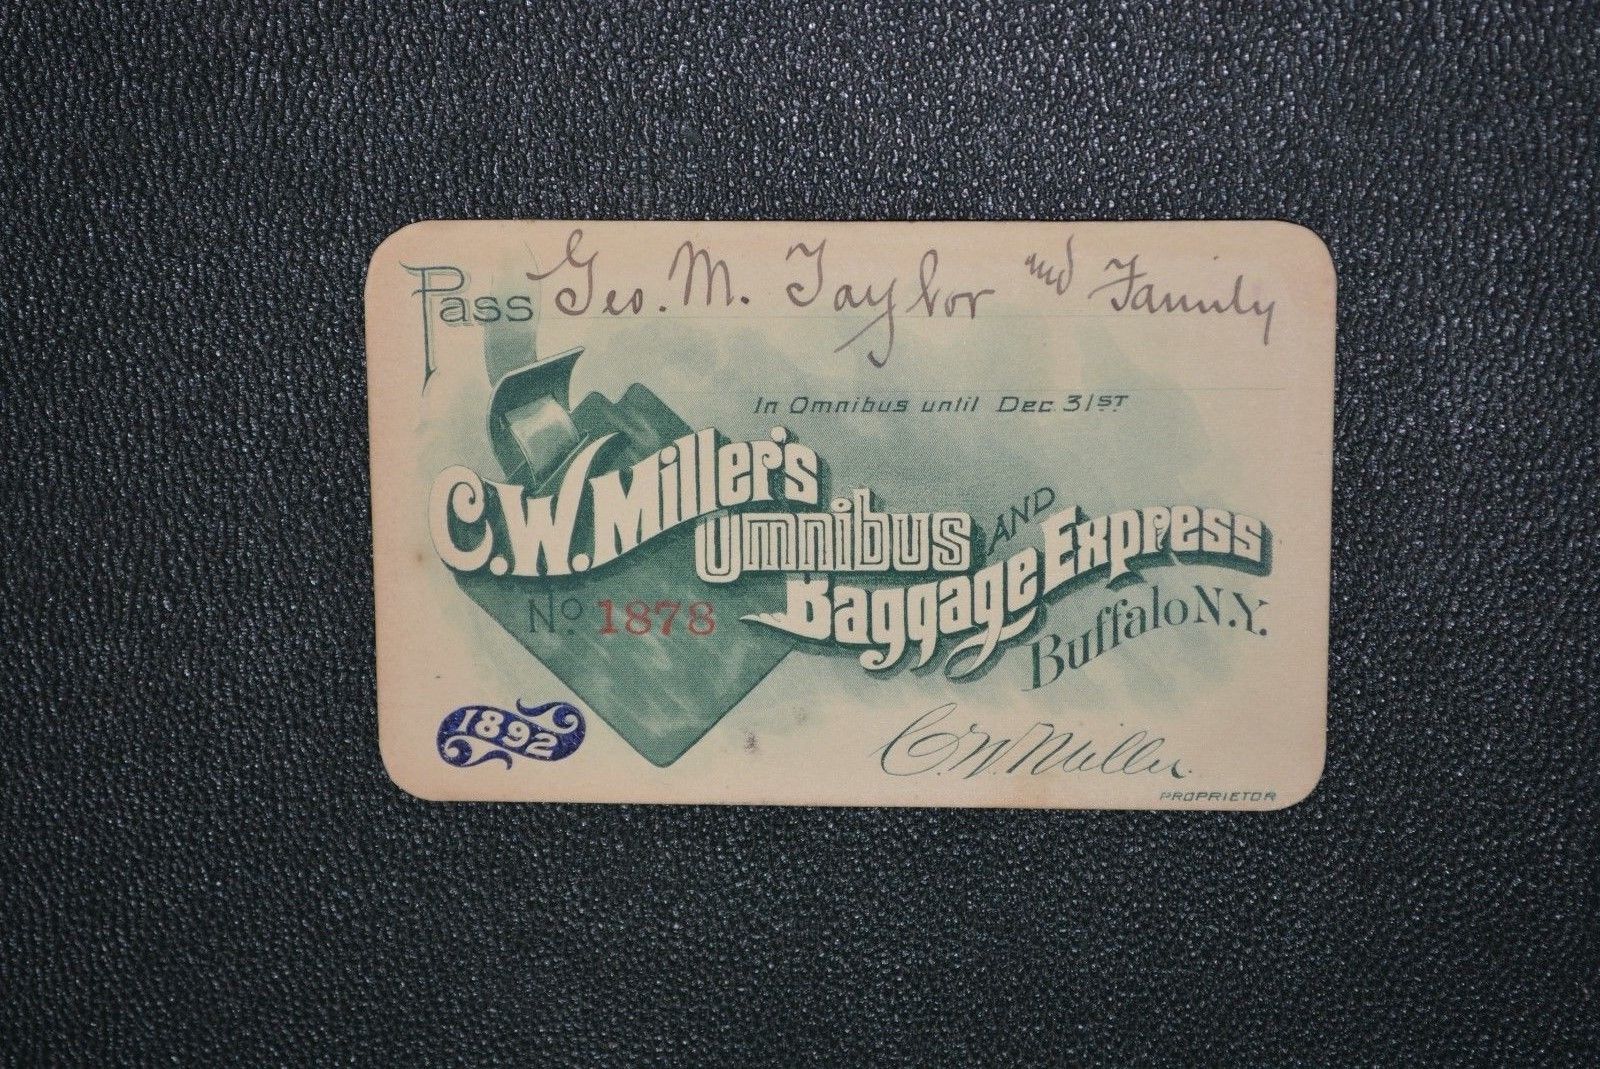 Pass Geo. M. Taylor and Family
In Omnibus until Dec. 31ST
C.W. Miller's
Omnibus AND
Baggage Express
Buffalo N.Y.
No. 1878
1892
C. W. Miller
PROPRIETOR